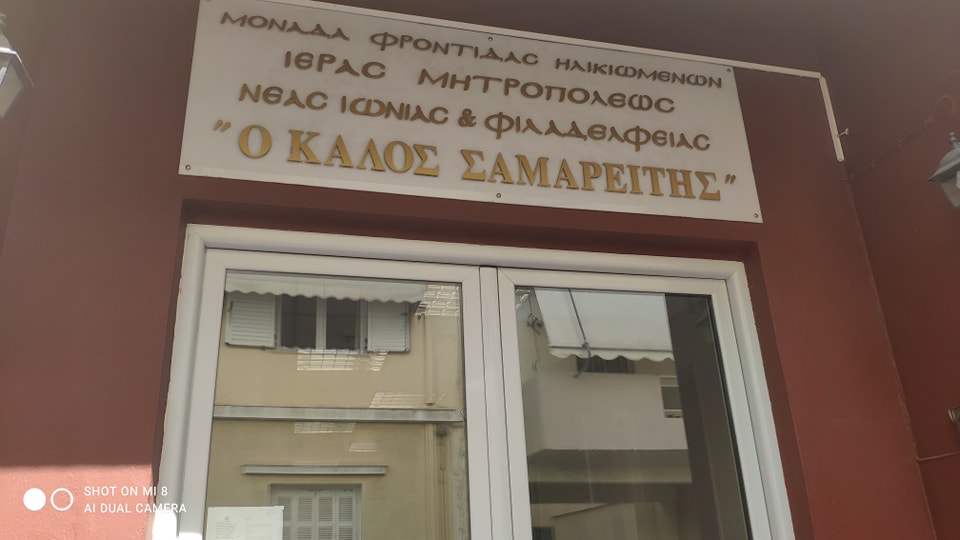 ΜΟΝΑΔΑ ΦΡΟΝΤΙΔΑΣ ΗΛΙΚΙΩΜΕΝΩΝ
ΙΕΡΑΣ ΜΗΤΡΟΠΟΛΕΩΣ
ΝΕΑΣ ΙΩΝΙΑΣ & ΦΙΛΑΔΕΛΦΕΙΑΣ
"Ο ΚΑΛΟΣ ΣΑΜΑΡΕΙΤΗΣ"
SHOT ON MI 8
AI DUAL CAMERA